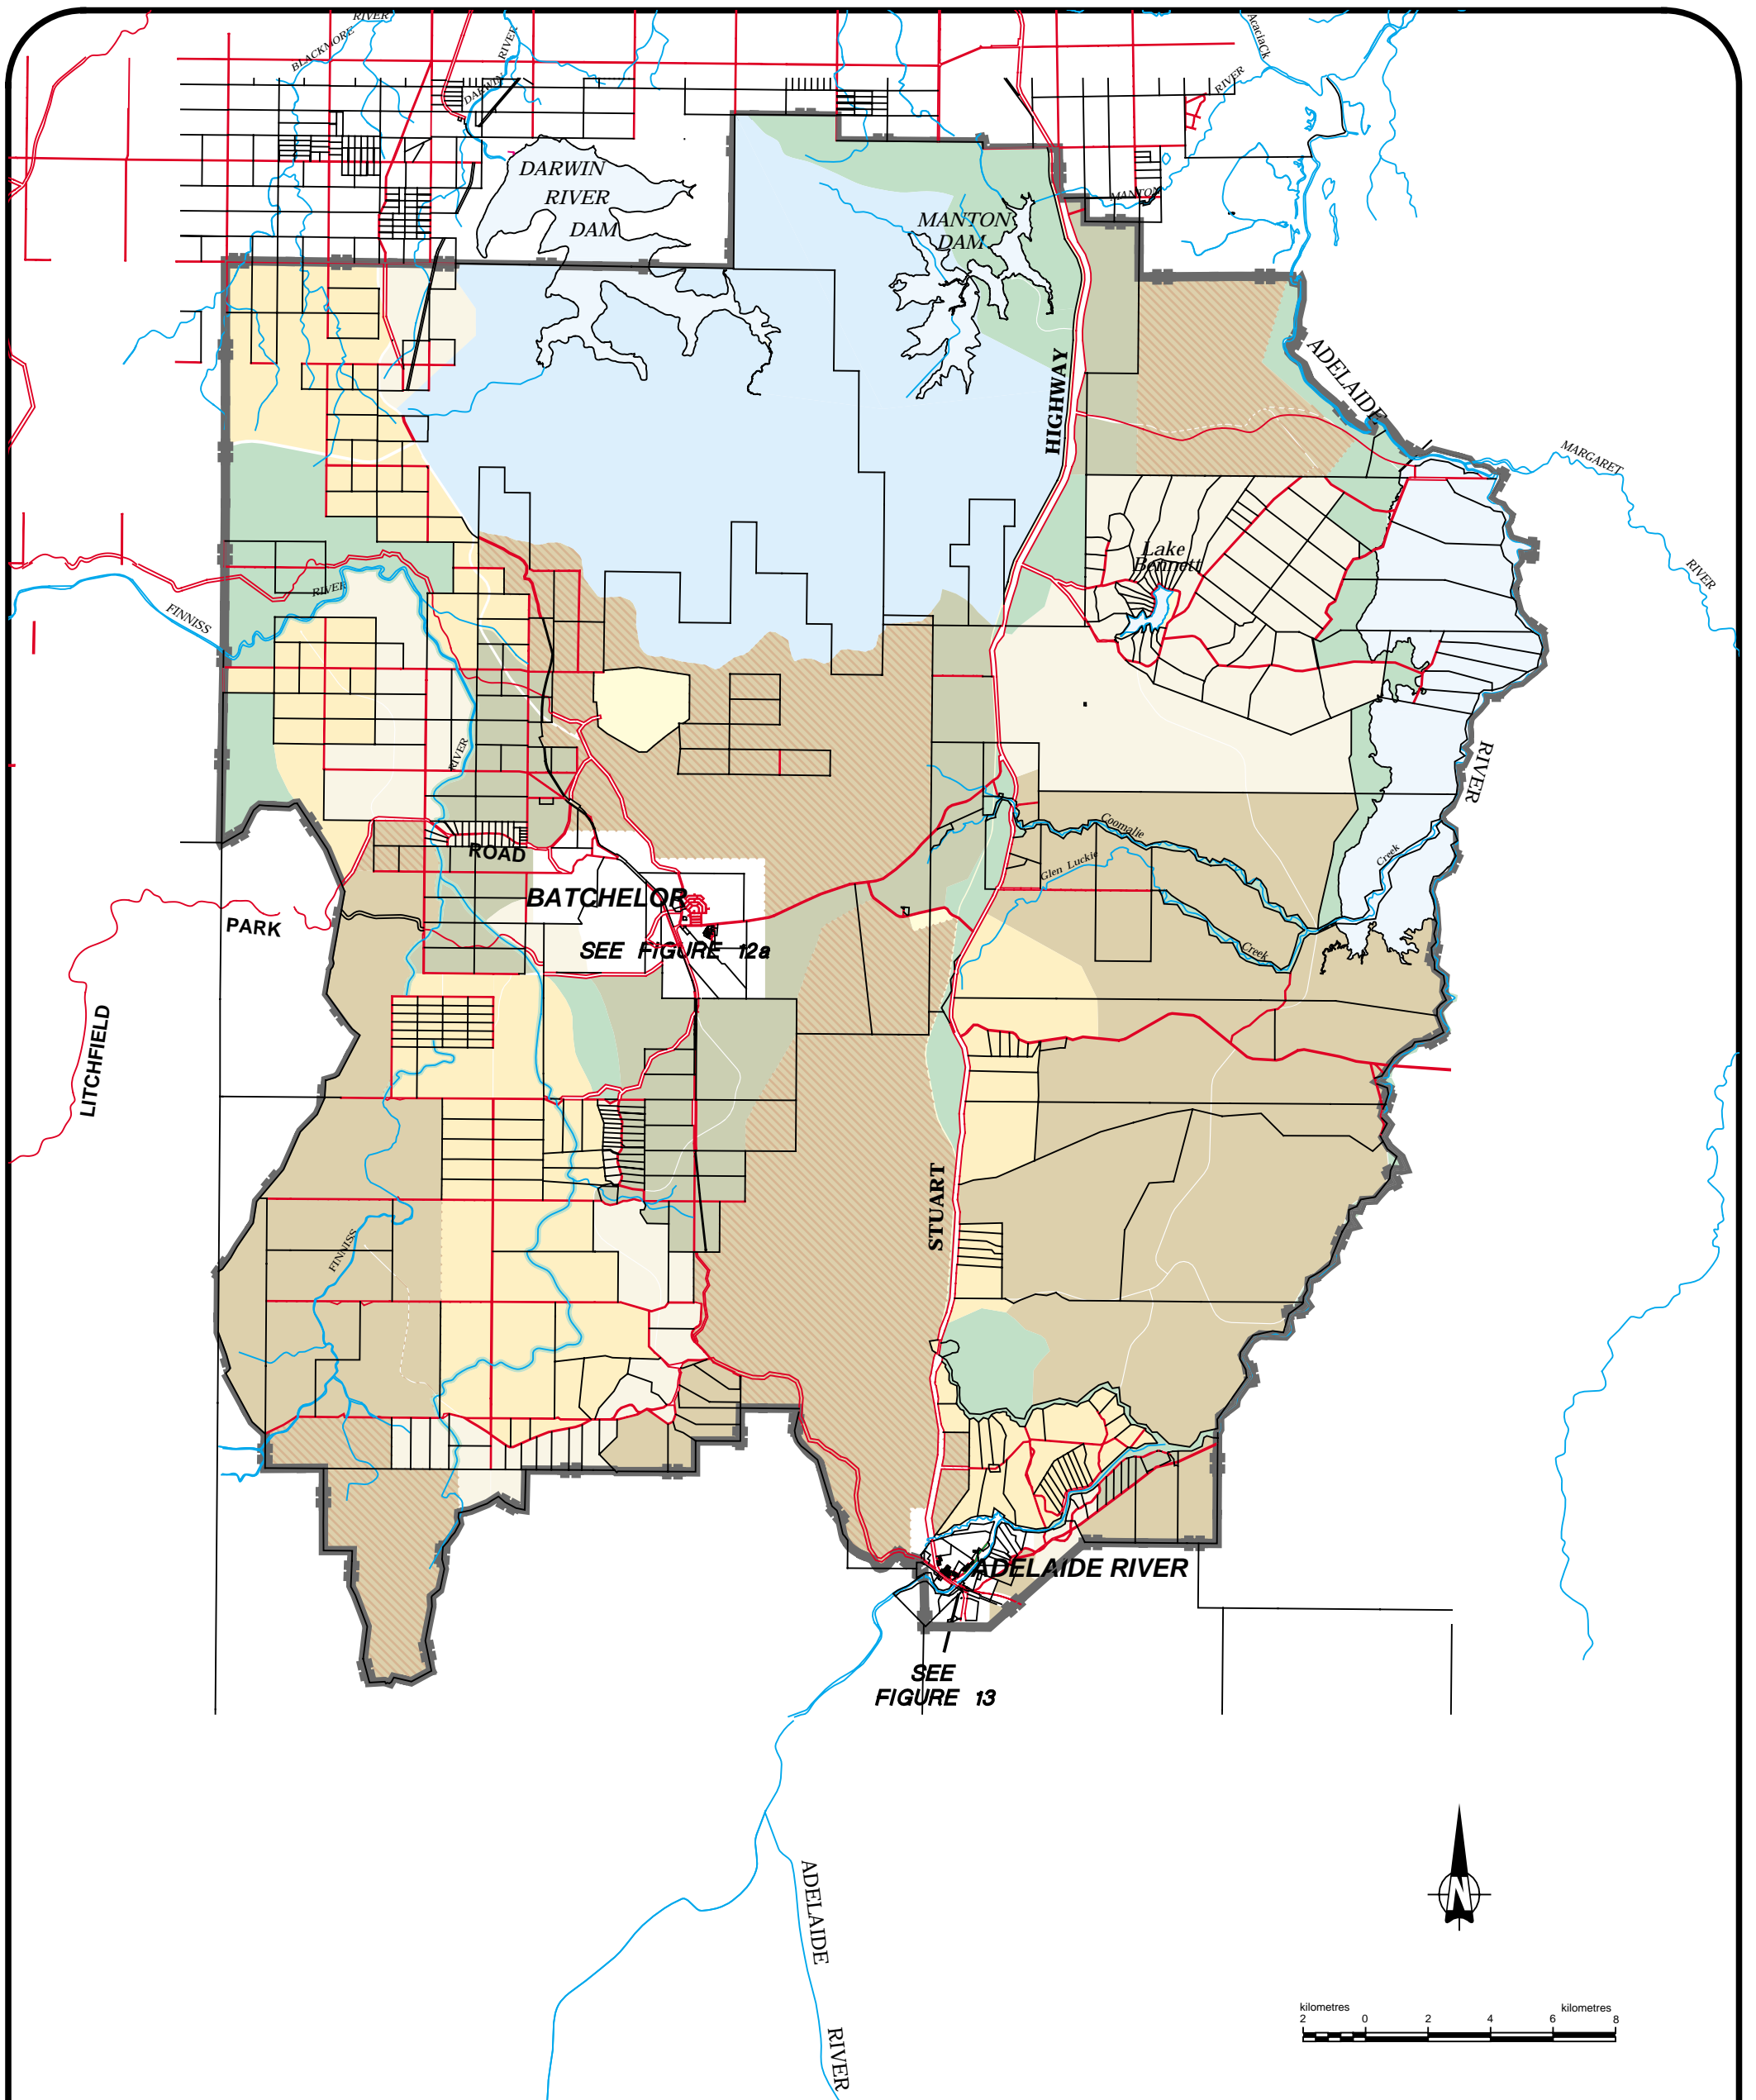 RIVER
BLACKMORE
RIVER
DARWIN
AcaciaCk
RIVER
DARWIN
RIVER
DAM
MANTON
MANTON
DAM
HIGHWAY
ADELAIDE
MARGARET
RIVER
Lake
Bennett
RIVER
FINNISS
RIVER
RIVER
Coomalie
Glen Luckie
Creek
Creek
ROAD
BATCHELOR
SEE FIGURE 12a
PARK
LITCHFIELD
STUART
FINNISS
ADELAIDE RIVER
SEE
FIGURE 13
ADELAIDE
RIVER
N
kilometres kilometres
2 0 2 4 6 8